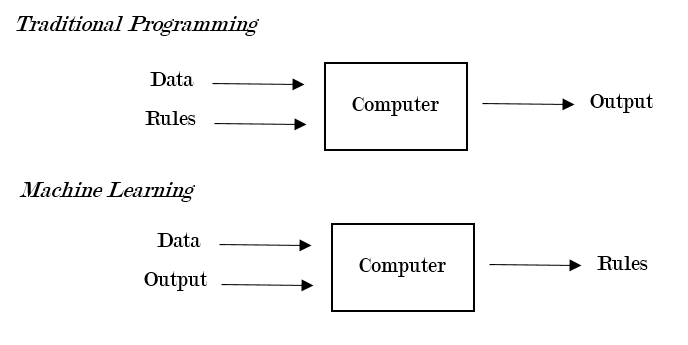 Traditional Programming
Data
Rules
Computer
Output
Machine Learning
Data
Output
Computer
Rules